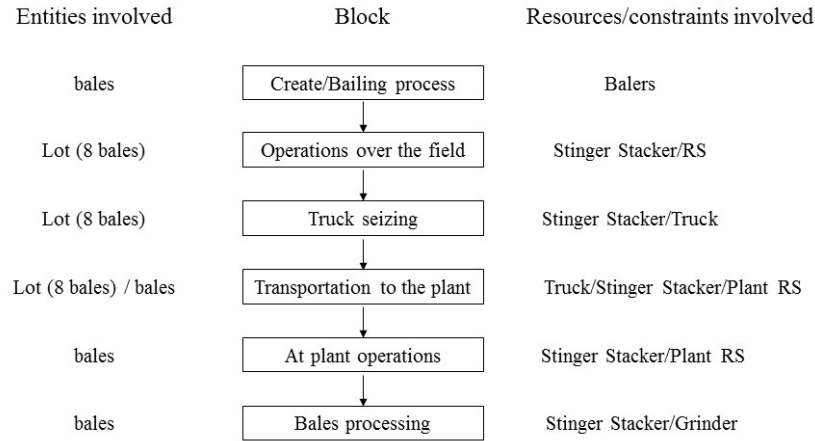 Entities involved Block Resources/constraints involved
bales Create/Bailing process Balers
Lot (8 bales) Operations over the field Stinger Stacker/RS
Lot (8 bales) Truck seizing Stinger Stacker/Truck
Lot (8 bales) / bales Transportation to the plant Truck/Stinger Stacker/Plant RS
bales At plant operations Stinger Stacker/Plant RS
bales Bales processing Stinger Stacker/Grinder